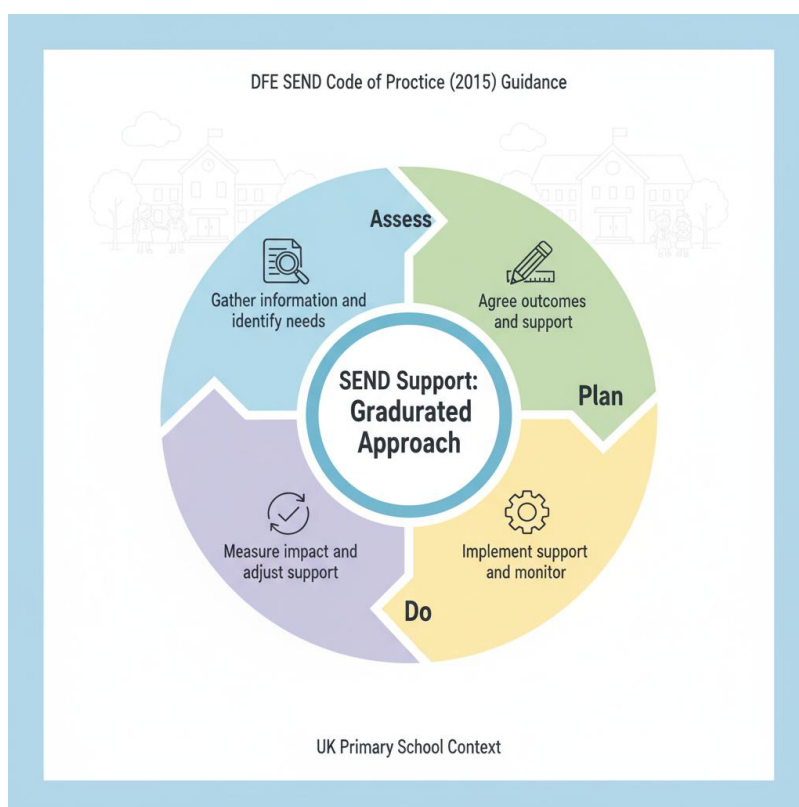 DFE SEND Code of Proctice (2015) Guidance
Assess
Gather information and
identify needs
Agree outcomes
and support
Plan
SEND Support:
Gradurated
Approach
Measure impact and
adjust support
Implement support
and monitor
Do
UK Primary School Context